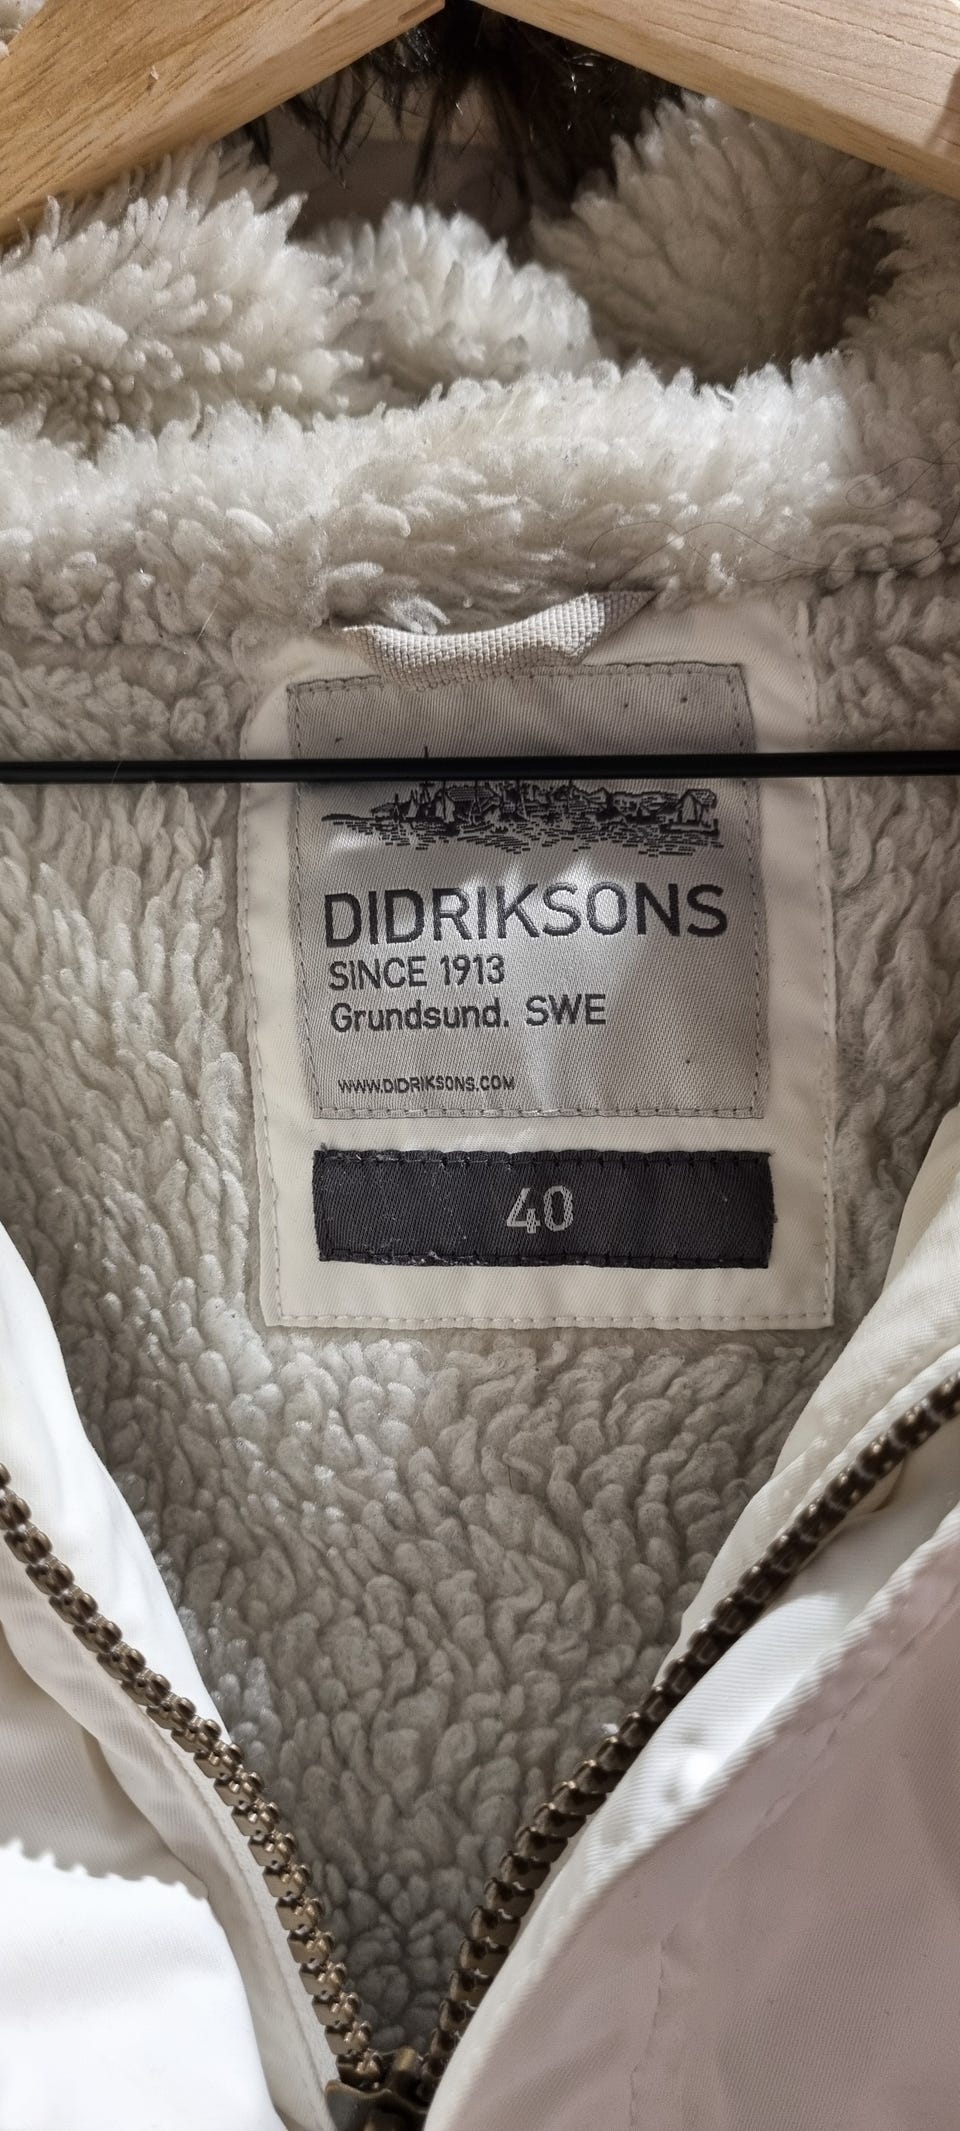 DIDRIKSONS
SINCE 1913
Grundsund. SWE
WWW.DIDRIKSONS.COM
40